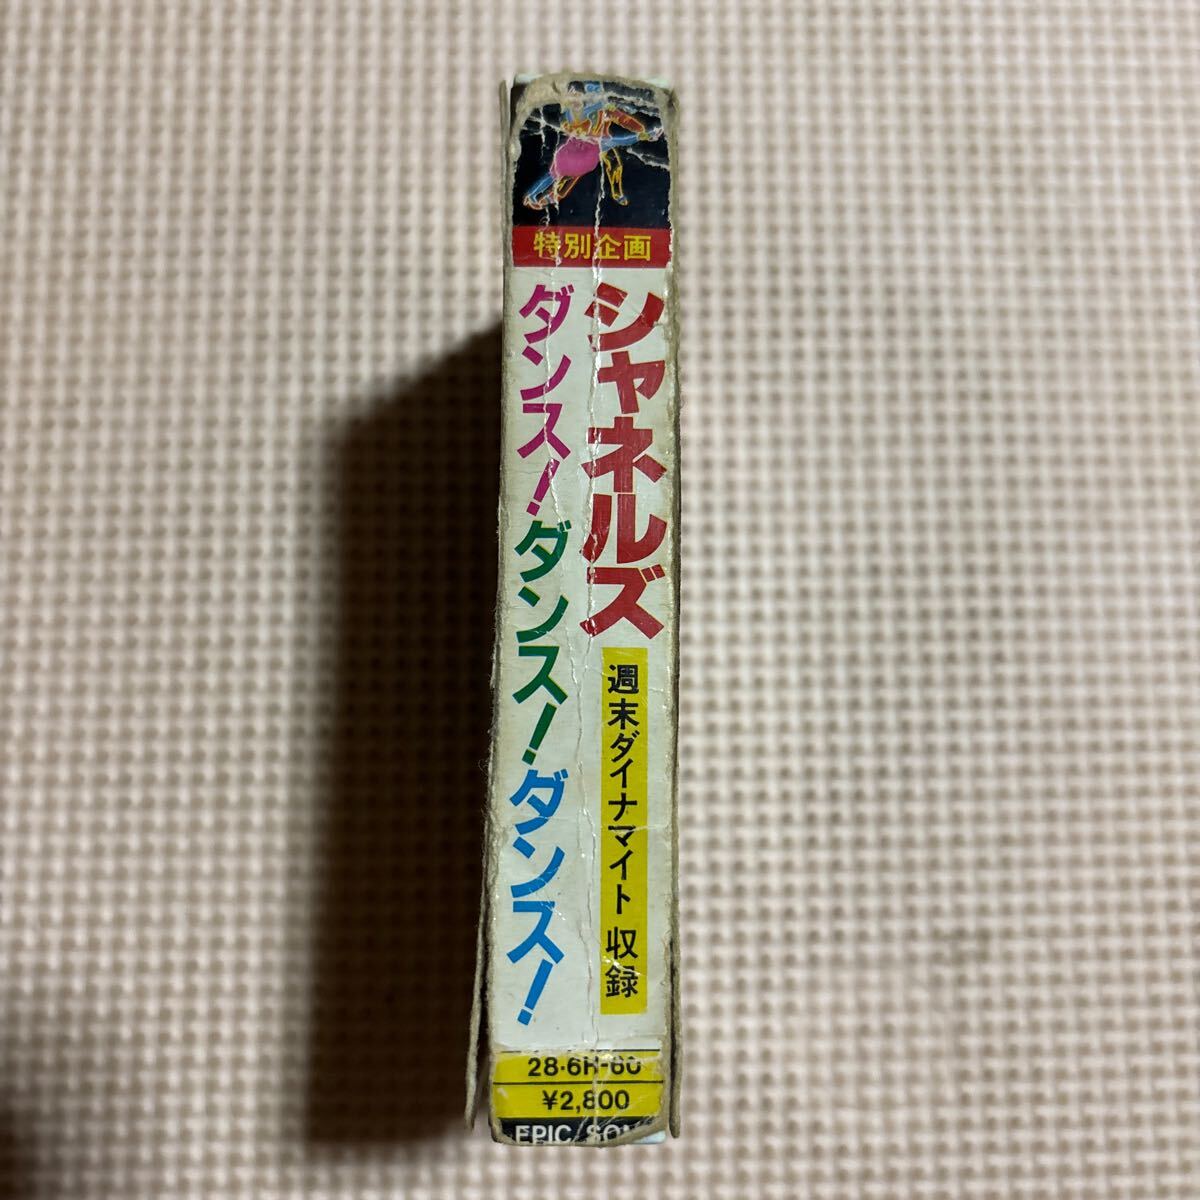 特別企画
シャネルズ
週末ダイナマイト 収録
ダンス!ダンス!ダンス!
28・6H-60
¥2,800
EPIC/SONY